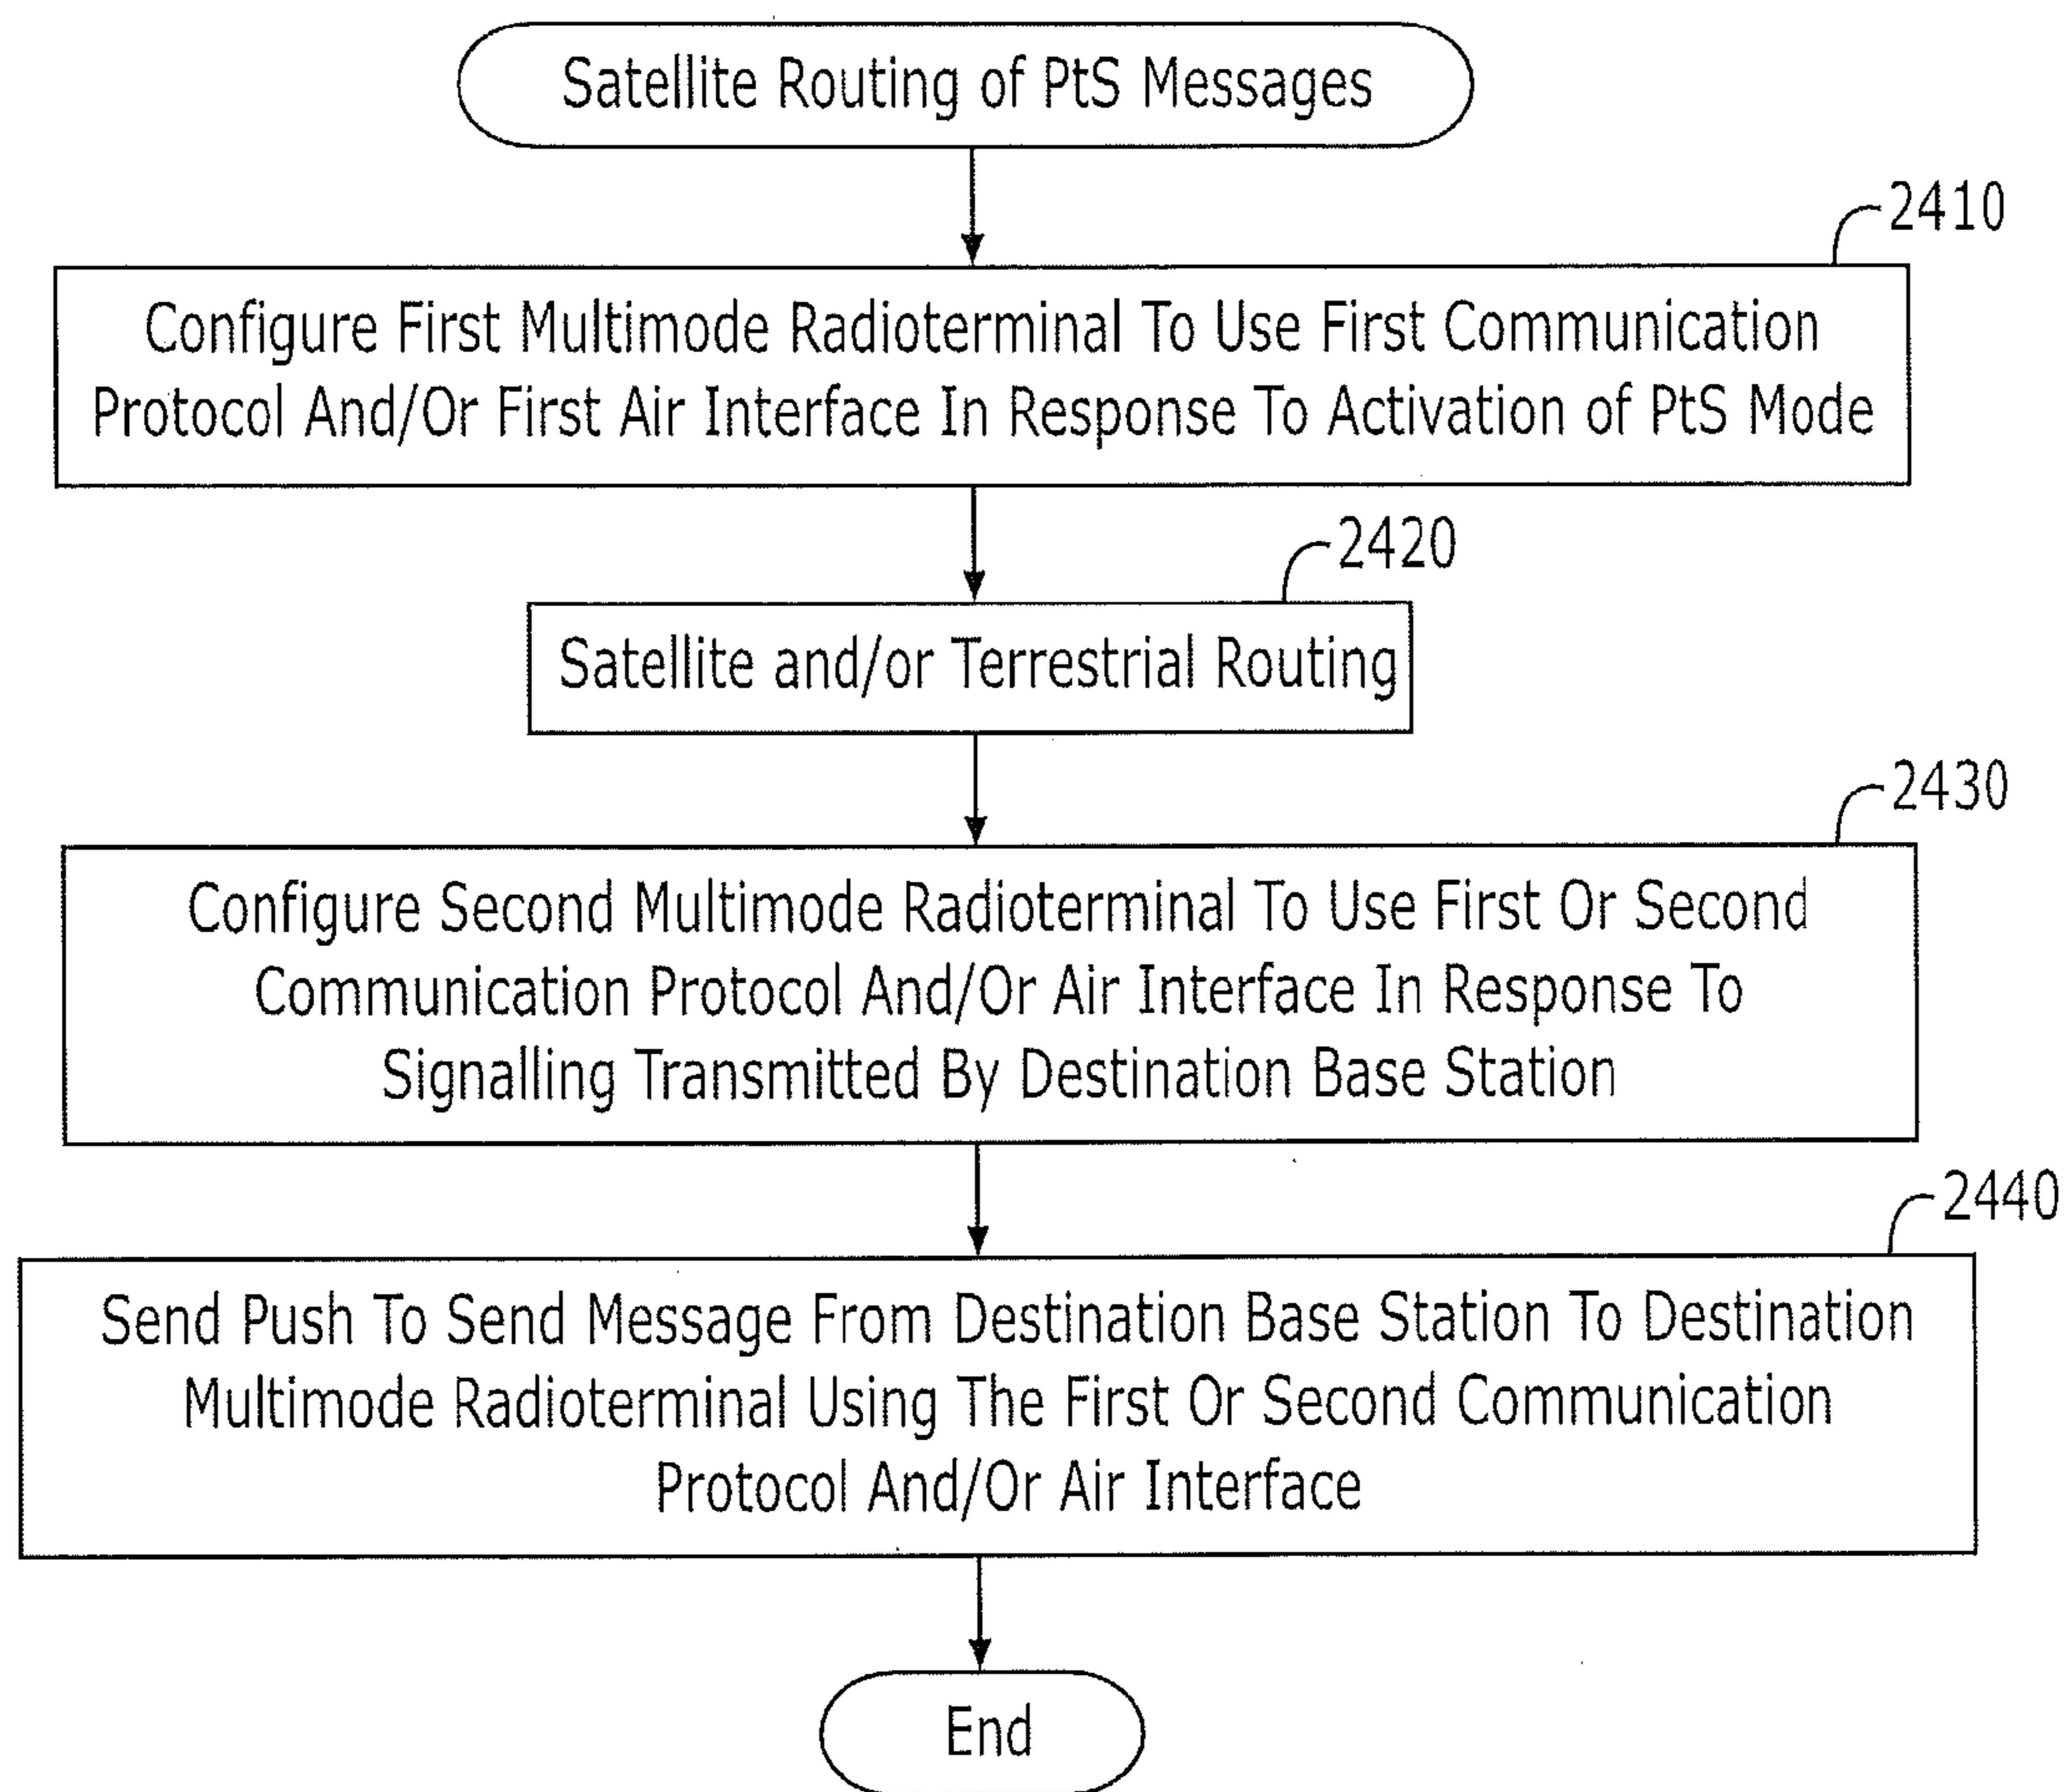 Satellite Routing of PtS Messages
2410
Configure First Multimode Radioterminal To Use First Communication
Protocol And/Or First Air Interface In Response To Activation of PtS Mode
2420
Satellite and/or Terrestrial Routing
2430
Configure Second Multimode Radioterminal To Use First Or Second
Communication Protocol And/Or Air Interface In Response To
Signalling Transmitted By Destination Base Station
2440
Send Push To Send Message From Destination Base Station To Destination
Multimode Radioterminal Using The First Or Second Communication
Protocol And/Or Air Interface
End